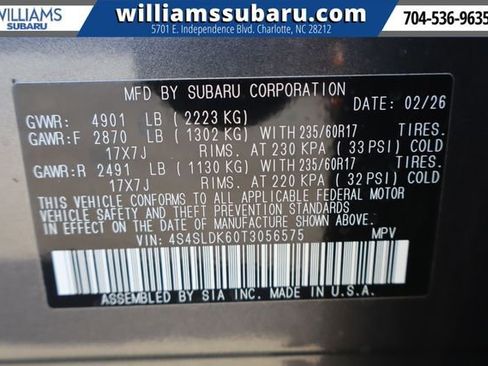 WILLIAMS
SUBARU
williamssubaru.com
5701 E. Independence Blvd. Charlotte, NC 28212
704-536-9635
MFD BY SUBARU CORPORATION
GVWR: 4901 LB (2223 KG) DATE: 02/26
GAWR:F 2870 LB (1302 KG) WITH 235/60R17 TIRES.
17X7J RIMS. AT 230 KPA (33 PSI) COLD
GAWR:R 2491 LB (1130 KG) WITH 235/60R17 TIRES.
17X7J RIMS. AT 220 KPA (32 PSI) COLD
THIS VEHICLE CONFORMS TO ALL APPLICABLE FEDERAL MOTOR
VEHICLE SAFETY AND THEFT PREVENTION STANDARDS
IN EFFECT ON THE DATE OF MANUFACTURE SHOWN ABOVE.
VIN: 4S4SLDK60T3056575 MPV
ASSEMBLED BY SIA INC. MADE IN U.S.A.